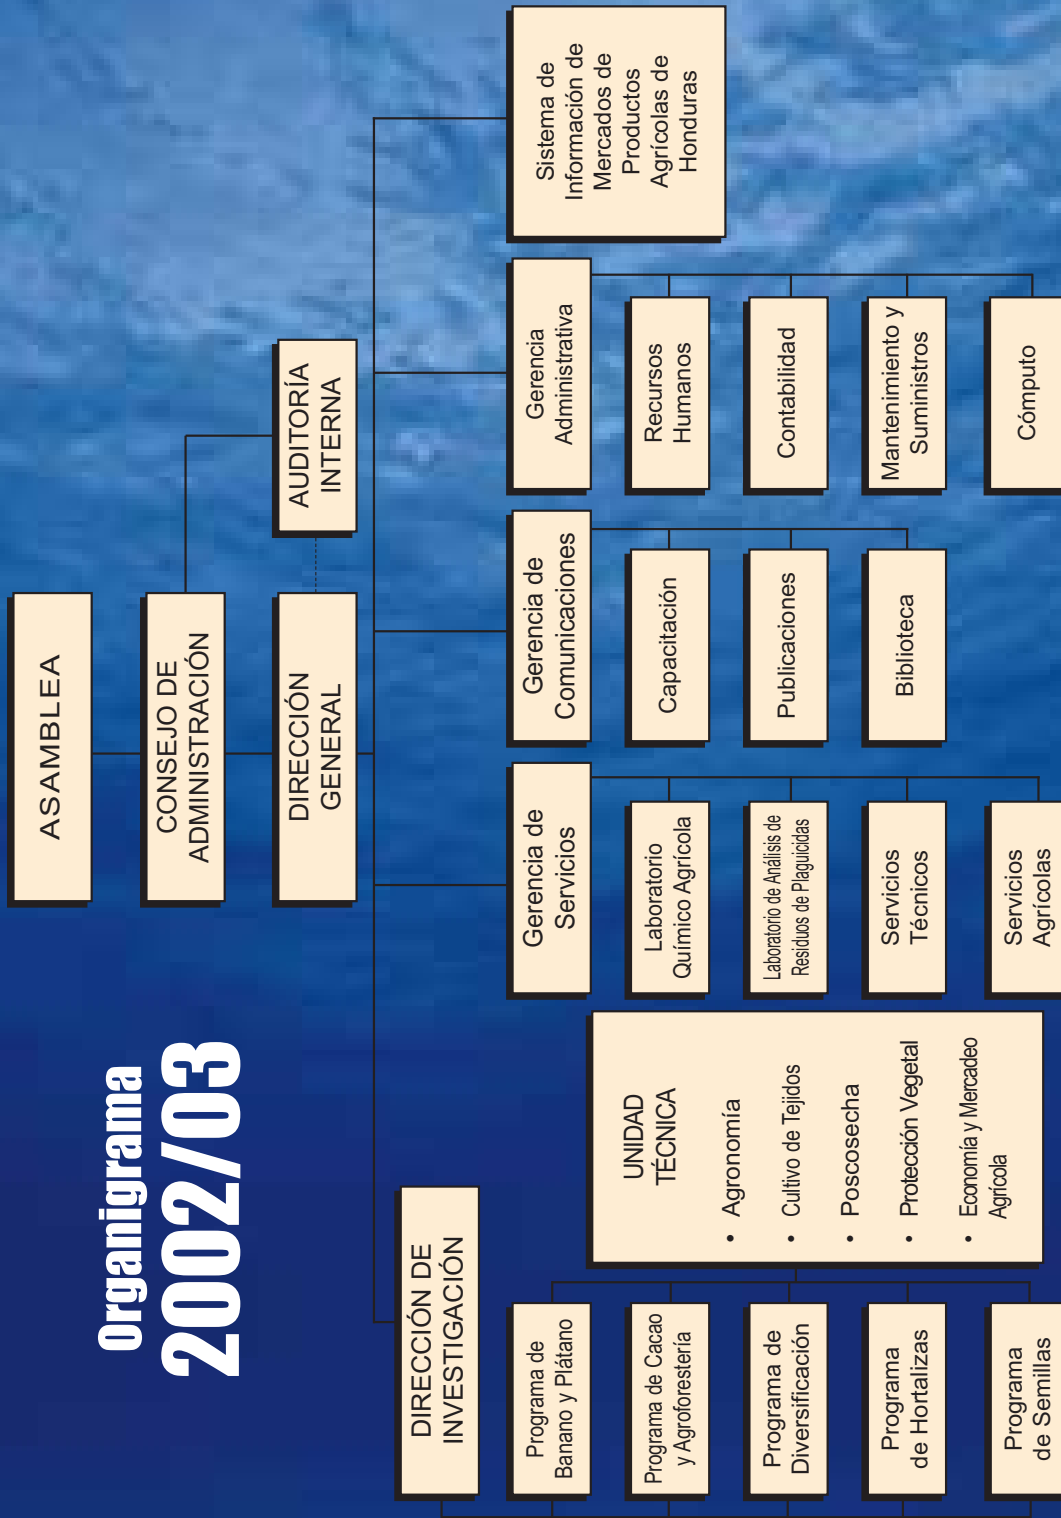 Organigrama
2002/03
ASAMBLEA
CONSEJO DE
ADMINISTRACIÓN
DIRECCIÓN
GENERAL
AUDITORÍA
INTERNA
DIRECCIÓN DE
INVESTIGACIÓN
Programa de
Banano y Plátano
Programa de Cacao
y Agroforestería
Programa de
Diversificación
Programa
de Hortalizas
Programa
de Semillas
UNIDAD
TÉCNICA
• Agronomía
• Cultivo de Tejidos
• Poscosecha
• Protección Vegetal
• Economía y Mercadeo
Agrícola
Gerencia de
Servicios
Laboratorio
Químico Agrícola
Laboratorio de Análisis de
Residuos de Plaguicidas
Servicios
Técnicos
Servicios
Agrícolas
Gerencia de
Comunicaciones
Capacitación
Publicaciones
Biblioteca
Gerencia
Administrativa
Recursos
Humanos
Contabilidad
Mantenimiento y
Suministros
Cómputo
Sistema de
Información de
Mercados de
Productos
Agrícolas de
Honduras